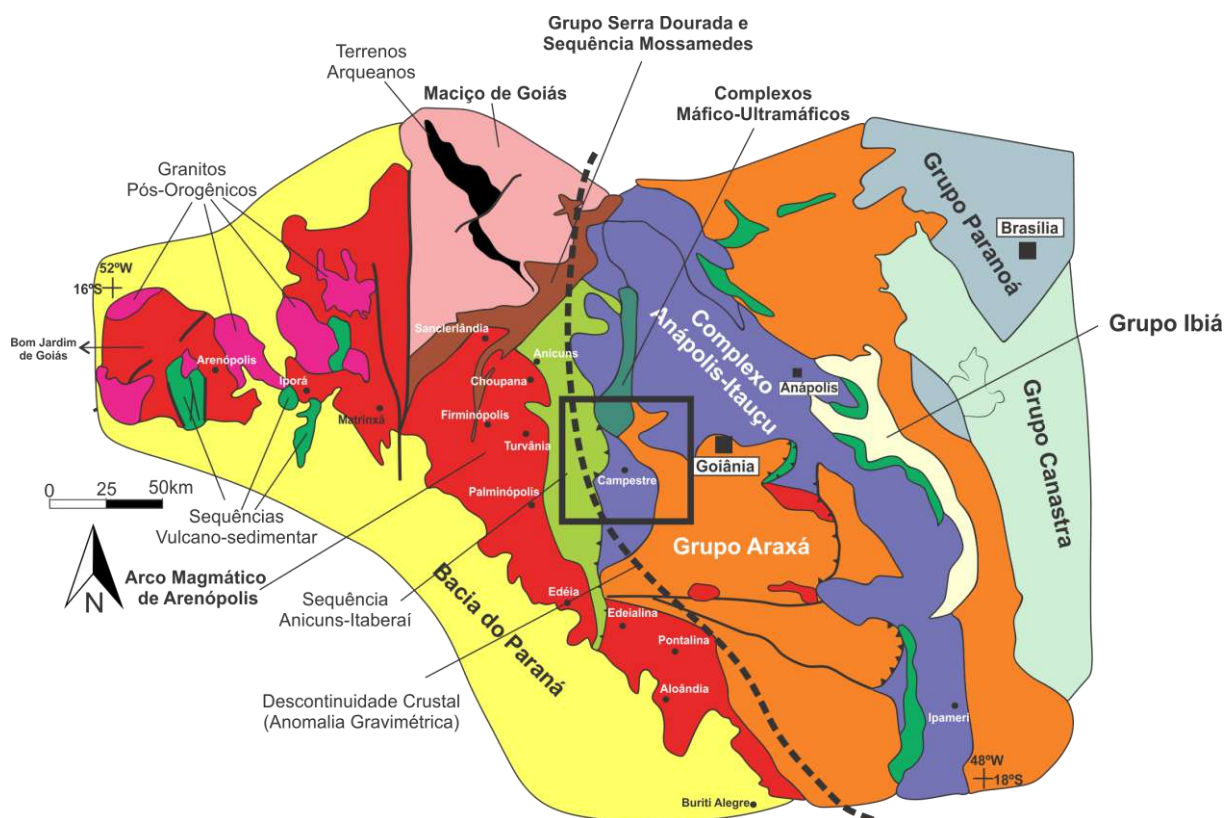 Grupo Serra Dourada e
Sequência Mossamedes
Terrenos
Arqueanos
Maciço de Goiás
Complexos
Máfico-Ultramáficos
Granitos
Pós-Orogênicos
Grupo Paranoá
Brasília
52ºW
16ºS
Bom Jardim
de Goiás
Arenópolis
Iporá
Matrinxã
Sanclerlândia
Anicuns
Choupana
Firminópolis
Turvânia
Palminópolis
Complexo
Anápolis-Itauçu
Anápolis
Grupo Ibiá
Grupo Canastra
Goiânia
Campestre
Grupo Araxá
0 25 50km
Sequências
Vulcano-sedimentar
N
Arco Magmático
de Arenópolis
Sequência
Anicuns-Itaberaí
Bacia do Paraná
Edéia
Edeialina
Pontalina
Aloândia
Descontinuidade Crustal
(Anomalia Gravimétrica)
Ipameri
48ºW
18ºS
Buriti Alegre